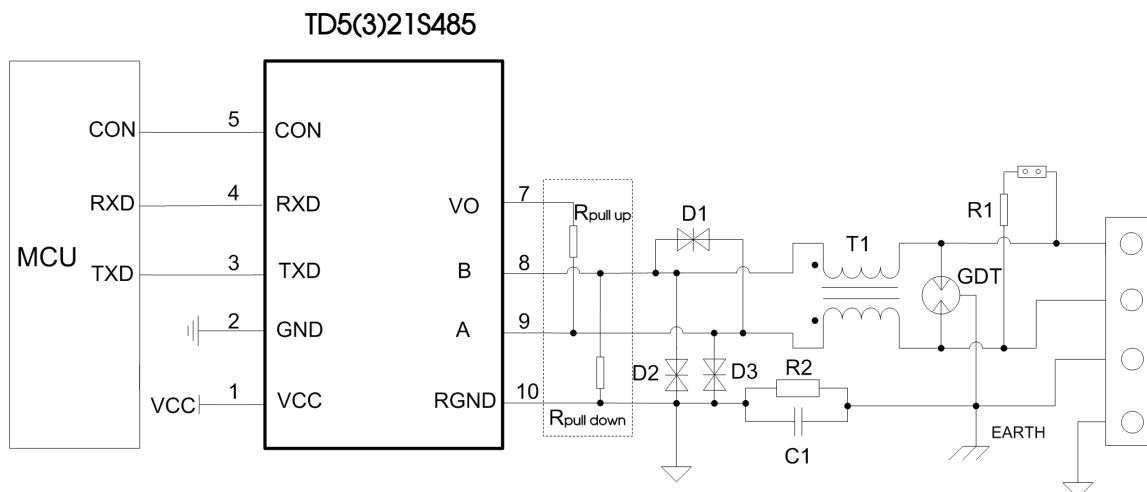 TD5(3)21S485
MCU
CON
RXD
TXD
5
4
3
2
1
VCC
CON
RXD
TXD
GND
VCC
VO
B
A
RGND
7
8
9
10
Rpull up
Rpull down
D1
D2
D3
T1
R2
C1
GDT
R1
EARTH